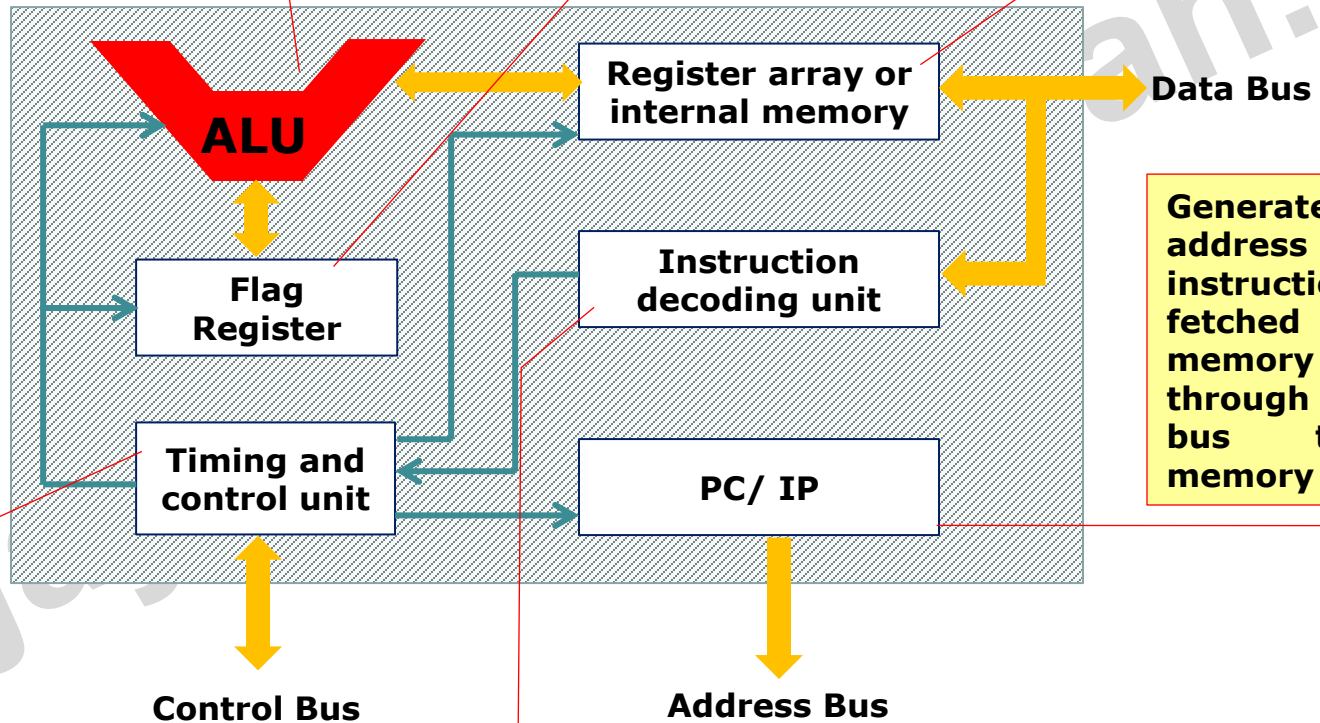 ALU
Register array or
internal memory
Data Bus
Flag
Register
Instruction
decoding unit
Timing and
control unit
PC/ IP
Control Bus
Address Bus
address
instructi
fetched
memory
through
bus
memory